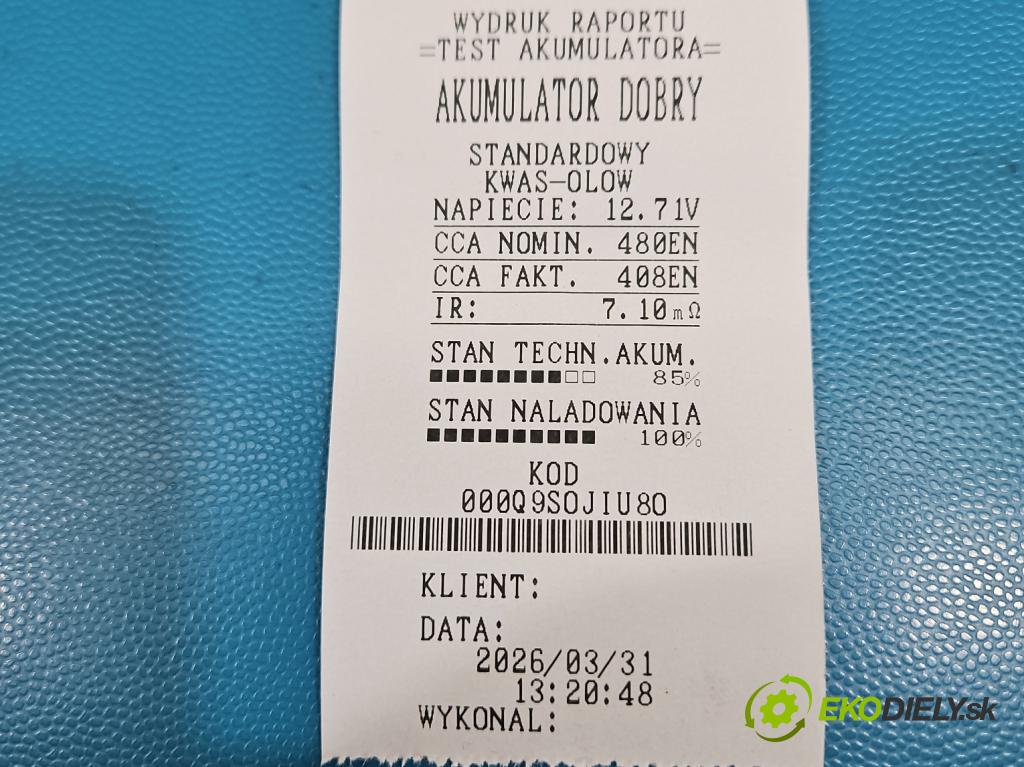 WYDRUK RAPORTU
=TEST AKUMULATORA=
AKUMULATOR DOBRY
STANDARDOWY
KWAS-OLOW
NAPIECIE: 12.71V
CCA NOMIN. 480EN
CCA FAKT. 408EN
IR: 7.10mΩ
STAN TECHN.AKUM.
85%
STAN NALADOWANIA
100%
KOD
000Q9SOJIU8O
KLIENT:
DATA:
2026/03/31
13:20:48
WYKONAL:
EKODIELY.sk